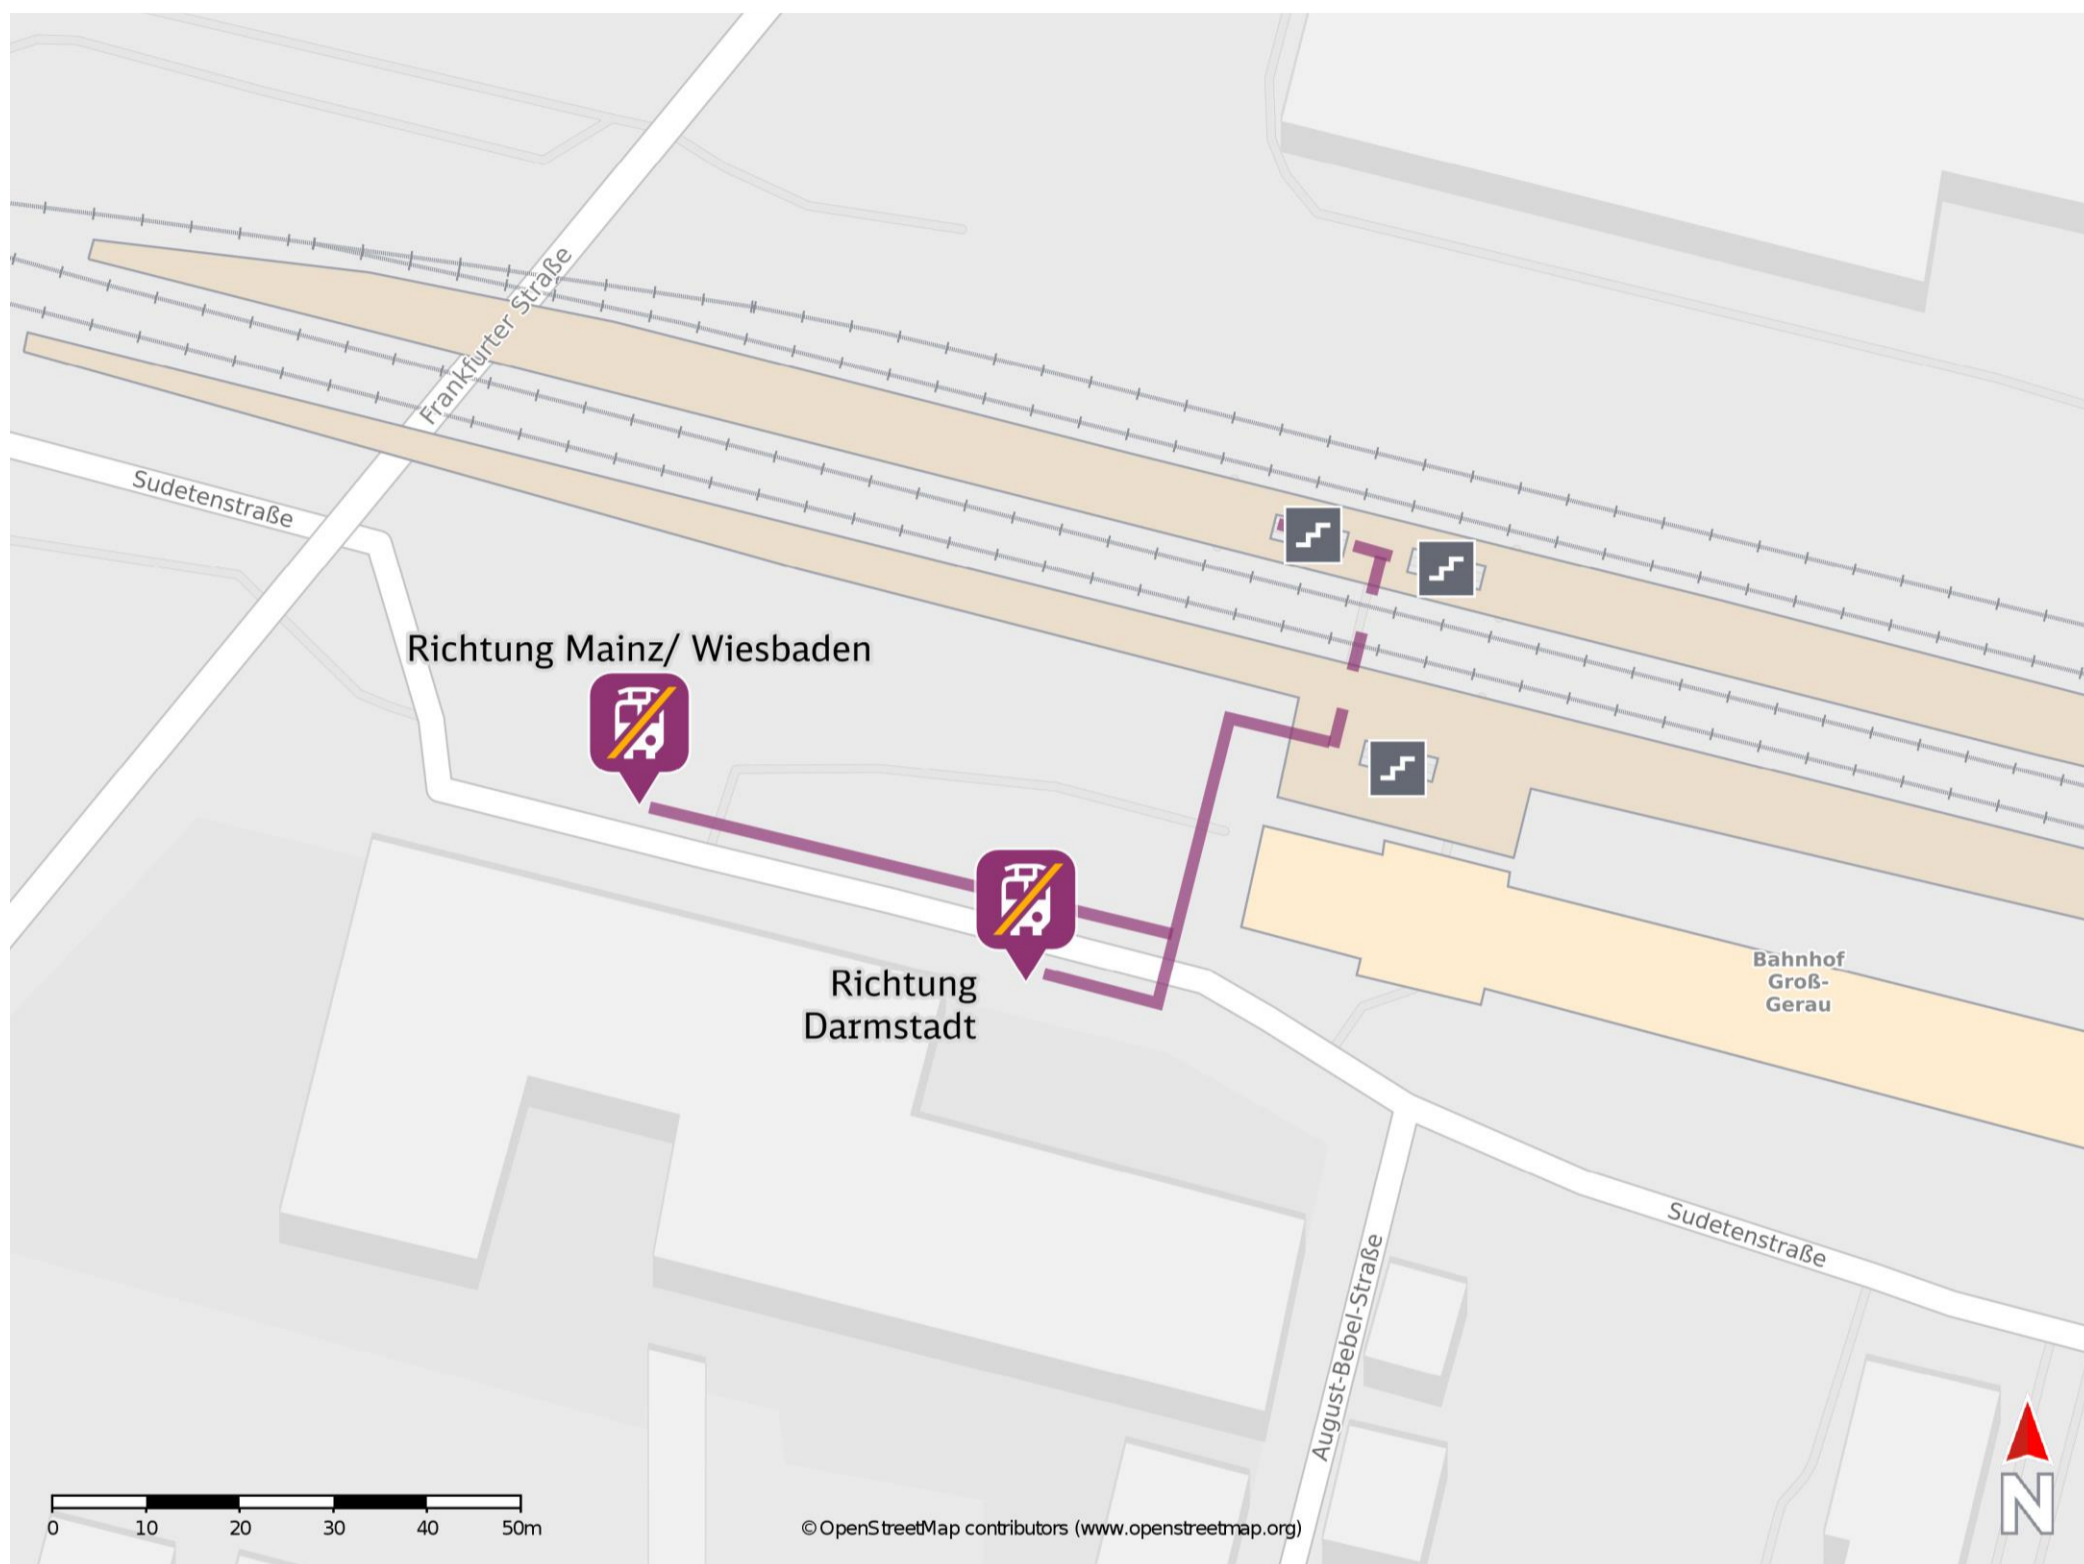 Frankfurter Straße
Sudetenstraße
Richtung Mainz/ Wiesbaden
Richtung
Darmstadt
Bahnhof
Groß-
Gerau
Sudetenstraße
August-Bebel-Straße
0 10 20 30 40 50m
© OpenStreetMap contributors (www.openstreetmap.org)
N